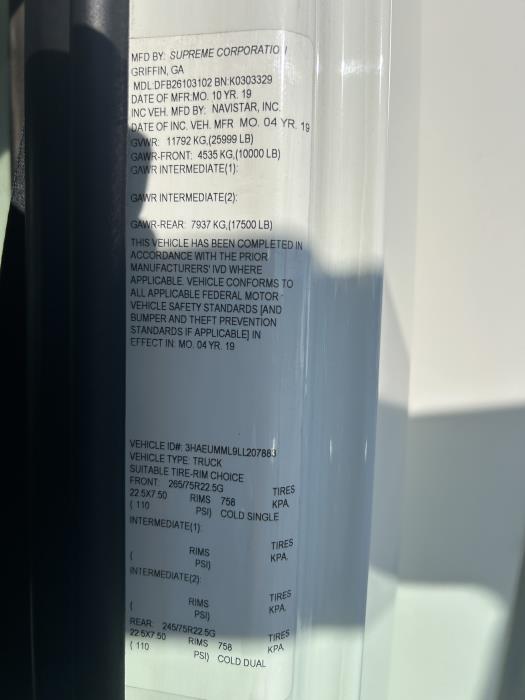 MFD BY: SUPREME CORPORATIO
GRIFFIN, GA
MDL:DFB26103102 BN:K0303329
DATE OF MFR:MO. 10 YR. 19
INC VEH. MFD BY: NAVISTAR, INC.
DATE OF INC. VEH. MFR MO. 04 YR. 19
GVWR: 11792 KG,(25999 LB)
GAWR-FRONT: 4535 KG,(10000 LB)
GAWR INTERMEDIATE(1):
GAWR INTERMEDIATE(2):
GAWR-REAR: 7937 KG,(17500 LB)
THIS VEHICLE HAS BEEN COMPLETED IN
ACCORDANCE WITH THE PRIOR
MANUFACTURERS' IVD WHERE
APPLICABLE. VEHICLE CONFORMS TO
ALL APPLICABLE FEDERAL MOTOR
VEHICLE SAFETY STANDARDS [AND
BUMPER AND THEFT PREVENTION
STANDARDS IF APPLICABLE] IN
EFFECT IN: MO. 04 YR. 19
VEHICLE ID#: 3HAEUMML9LL207883
VEHICLE TYPE: TRUCK
SUITABLE TIRE-RIM CHOICE
FRONT: 265/75R22.5G TIRES
22.5X7.50 RIMS 758 KPA.
( 110 PSI) COLD SINGLE
INTERMEDIATE(1):
TIRES
RIMS KPA.
( PSI)
INTERMEDIATE(2):
TIRES
RIMS KPA.
( PSI)
REAR: 245/75R22.5G TIRES
22.5X7.50 RIMS 758 KPA
( 110 PSI) COLD DUAL